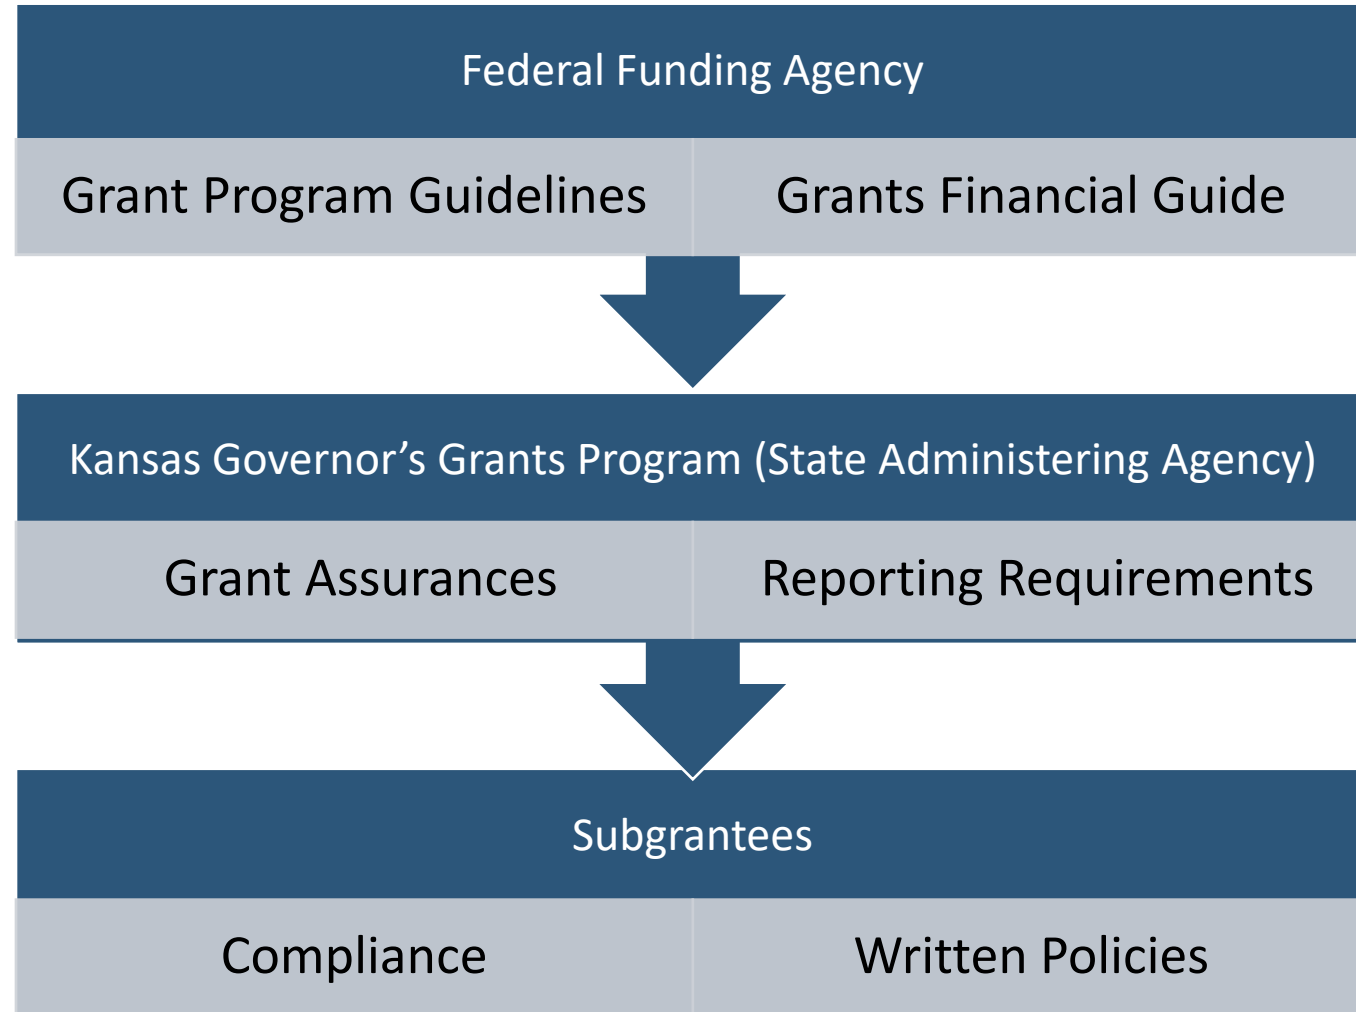 Federal Funding Agency
Grant Program Guidelines
Grants Financial Guide
Kansas Governor’s Grants Program (State Administering Agency)
Grant Assurances
Reporting Requirements
Subgrantees
Compliance
Written Policies